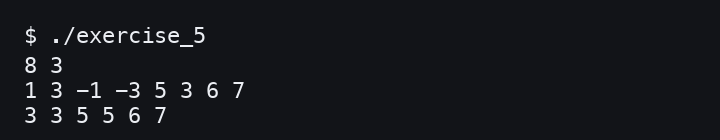 $ ./exercise_5
8 3
1 3 −1 −3 5 3 6 7
3 3 5 5 6 7